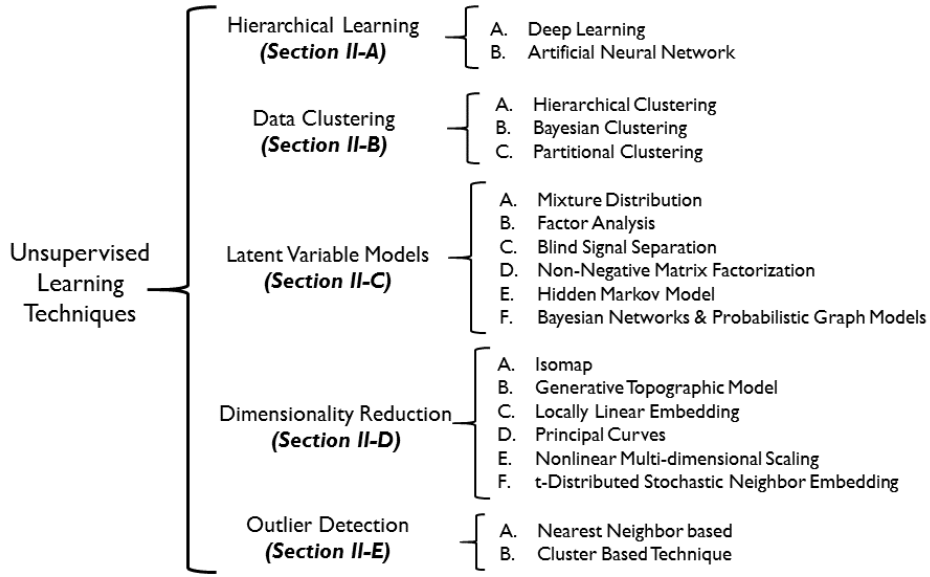 Unsupervised
Learning
Techniques
Hierarchical Learning
(Section II-A)
A. Deep Learning
B. Artificial Neural Network
Data Clustering
(Section II-B)
A. Hierarchical Clustering
B. Bayesian Clustering
C. Partitional Clustering
Latent Variable Models
(Section II-C)
A. Mixture Distribution
B. Factor Analysis
C. Blind Signal Separation
D. Non-Negative Matrix Factorization
E. Hidden Markov Model
F. Bayesian Networks & Probabilistic Graph Models
Dimensionality Reduction
(Section II-D)
A. Isomap
B. Generative Topographic Model
C. Locally Linear Embedding
D. Principal Curves
E. Nonlinear Multi-dimensional Scaling
F. t-Distributed Stochastic Neighbor Embedding
Outlier Detection
(Section II-E)
A. Nearest Neighbor based
B. Cluster Based Technique